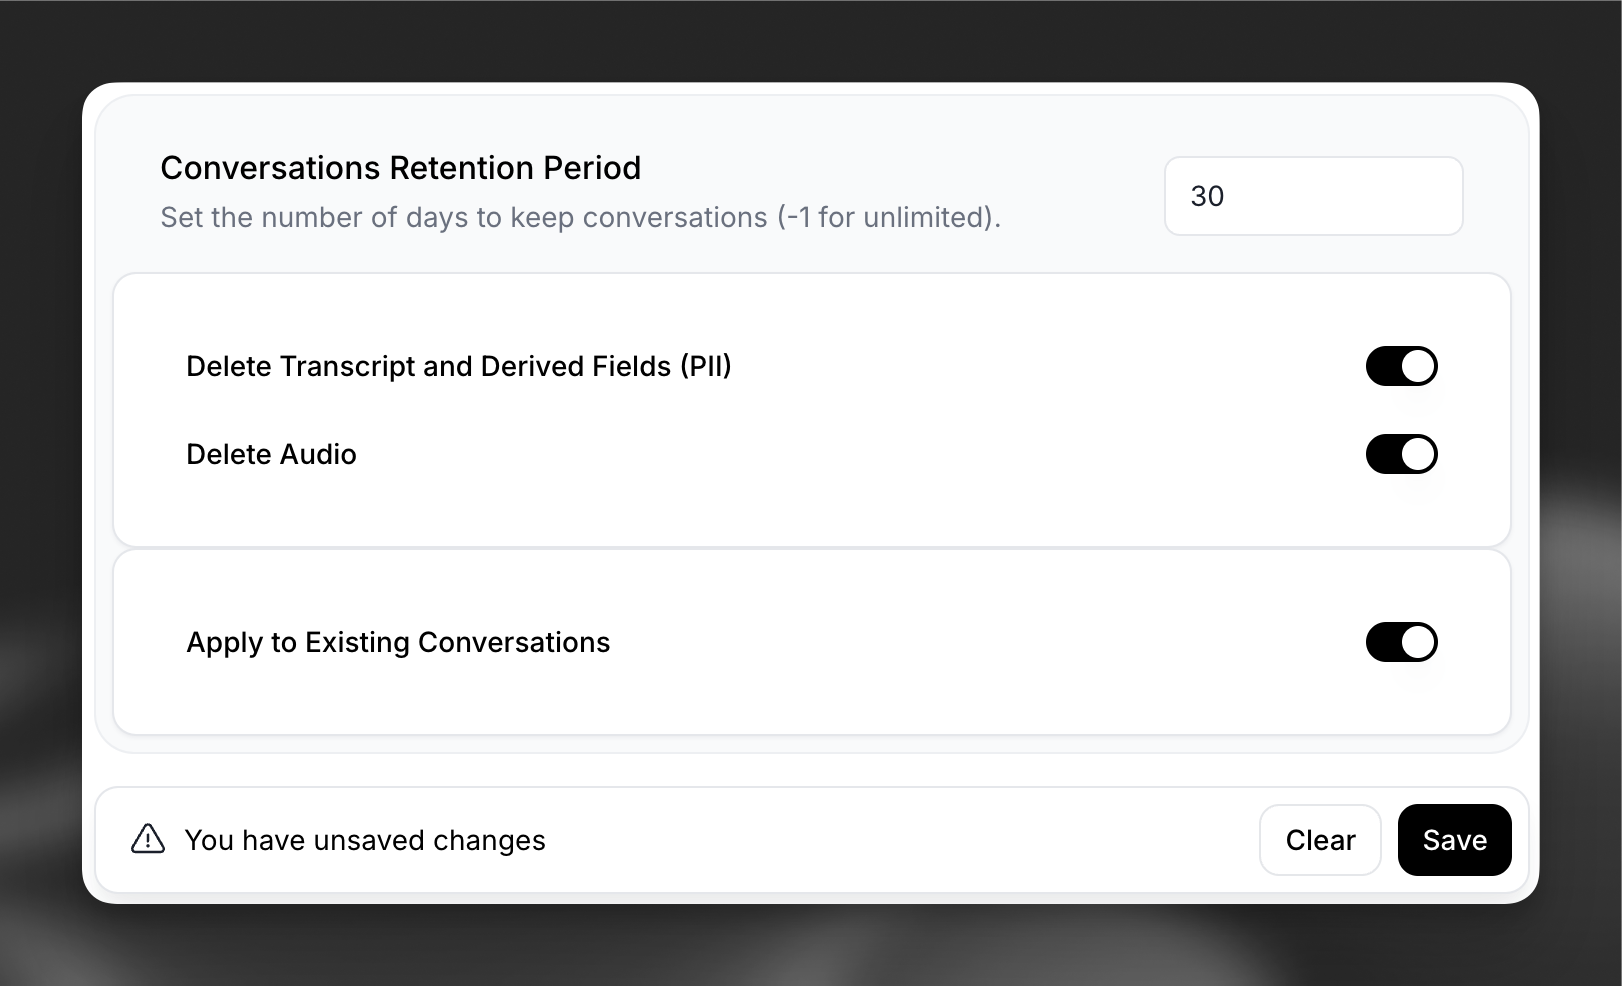 Conversations Retention Period
Set the number of days to keep conversations (-1 for unlimited).
30
Delete Transcript and Derived Fields (PII)
Delete Audio
Apply to Existing Conversations
You have unsaved changes
Clear
Save